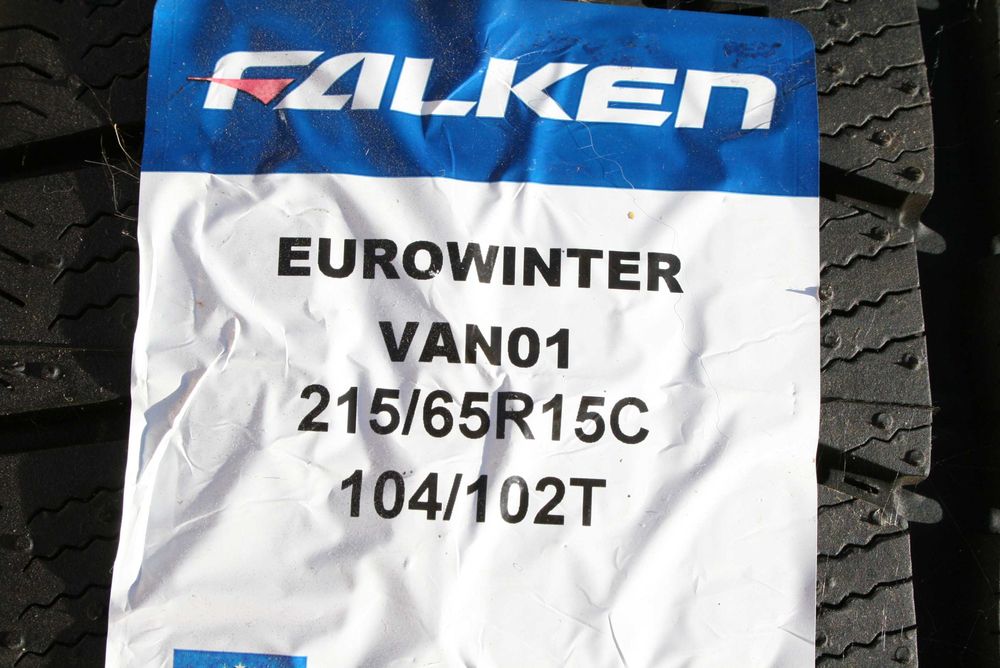 FALKEN
EUROWINTER
VAN01
215/65R15C
104/102T